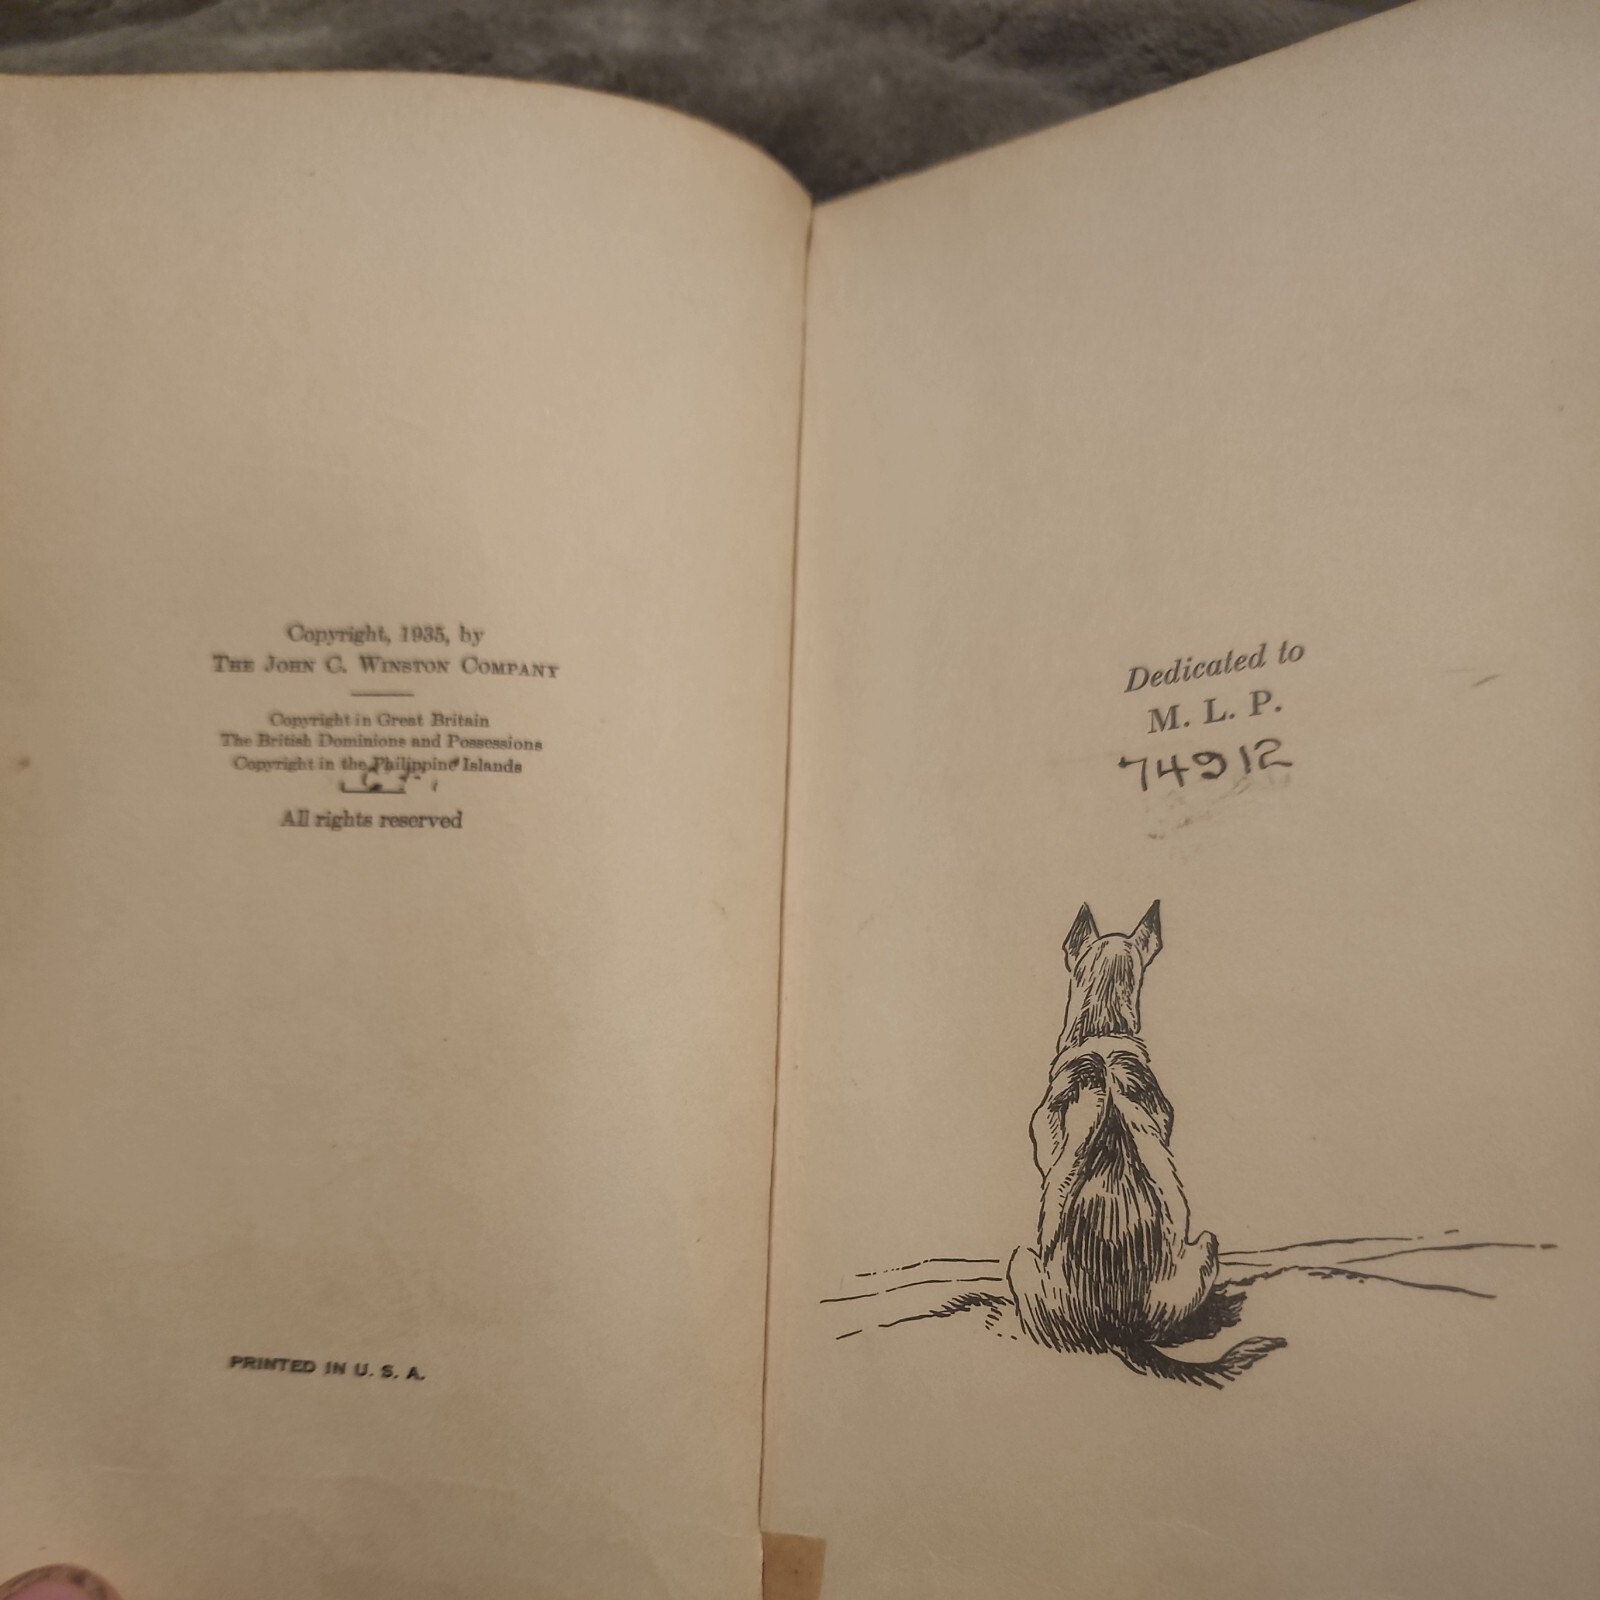 Copyright, 1935, by
THE JOHN C. WINSTON COMPANY
Copyright in Great Britain
The British Dominions and Possessions
Copyright in the Philippine Islands
All rights reserved
PRINTED IN U. S. A.
Dedicated to
M. L. P.
74912